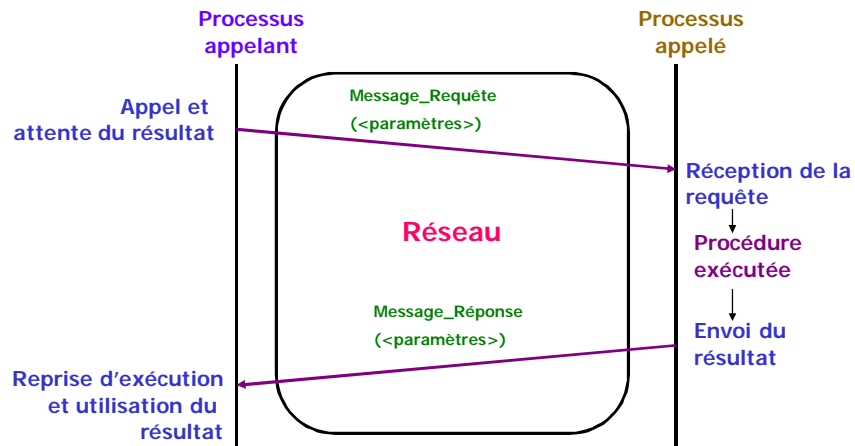 Processus
appelant
Processus
appelé
Message_Requête
(<paramètres>)
Appel et
attente du résultat
Réception de la
requête
Réseau
Procédure
exécutée
Message_Réponse
(<paramètres>)
Envoi du
résultat
Reprise d'exécution
et utilisation du
résultat